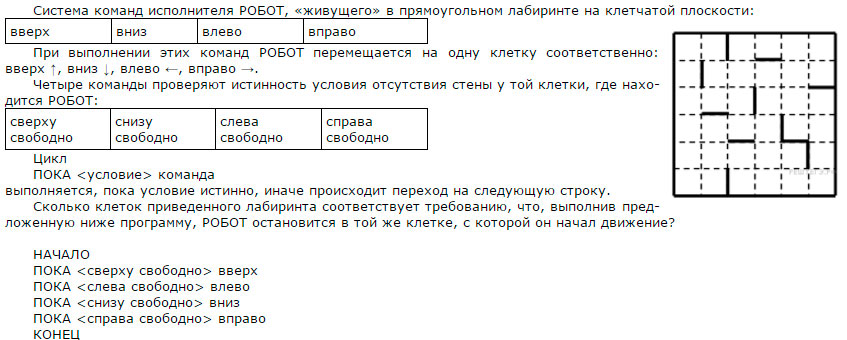 Система команд исполнителя РОБОТ, «живущего» в прямоугольном лабиринте на клетчатой плоскости:
вверх вниз влево вправо
При выполнении этих команд РОБОТ перемещается на одну клетку соответственно:
вверх ↑, вниз ↓, влево ←, вправо →.
Четыре команды проверяют истинность условия отсутствия стены у той клетки, где нахо-
дится РОБОТ:
сверху снизу слева справа
свободно свободно свободно свободно
Цикл
ПОКА <условие> команда
выполняется, пока условие истинно, иначе происходит переход на следующую строку.
Сколько клеток приведенного лабиринта соответствует требованию, что, выполнив пред-
ложенную ниже программу, РОБОТ остановится в той же клетке, с которой он начал движение?
НАЧАЛО
ПОКА <сверху свободно> вверх
ПОКА <слева свободно> влево
ПОКА <снизу свободно> вниз
ПОКА <справа свободно> вправо
КОНЕЦ